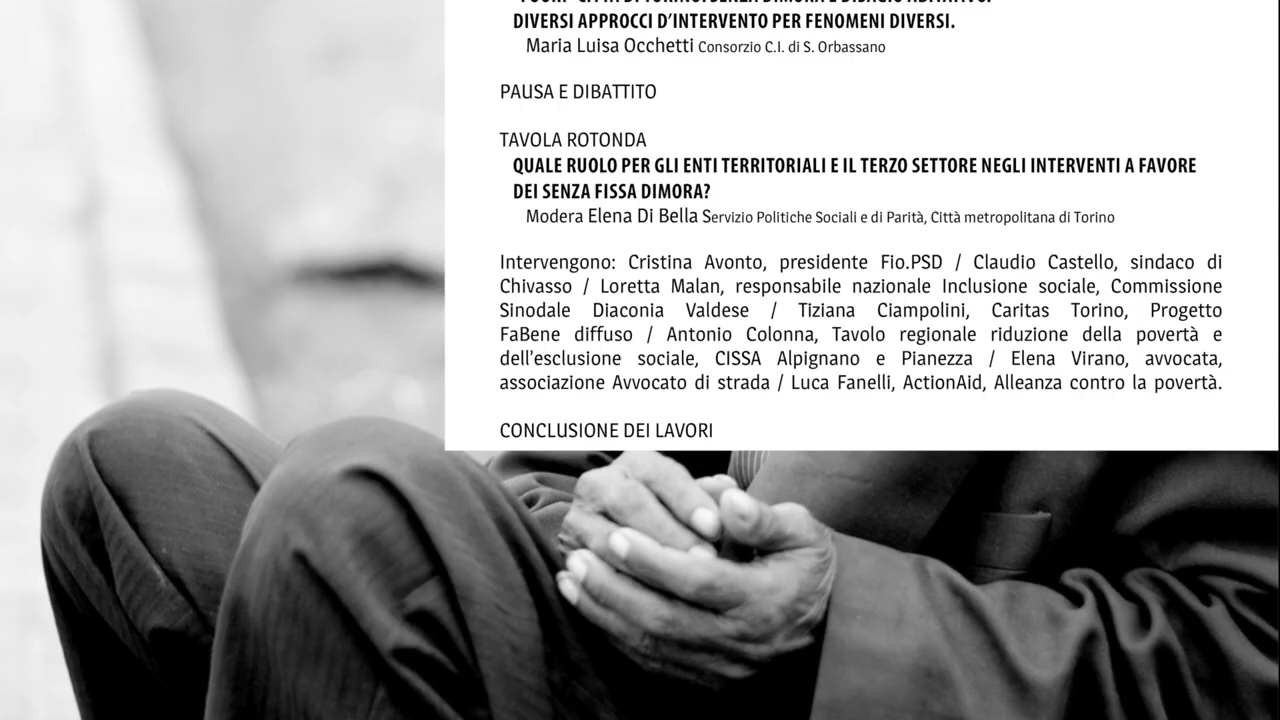 DIVERSI APPROCCI D'INTERVENTO PER FENOMENI DIVERSI.
Maria Luisa Occhetti Consorzio C.I. di S. Orbassano
PAUSA E DIBATTITO
TAVOLA ROTONDA
QUALE RUOLO PER GLI ENTI TERRITORIALI E IL TERZO SETTORE NEGLI INTERVENTI A FAVORE
DEI SENZA FISSA DIMORA?
Modera Elena Di Bella Servizio Politiche Sociali e di Parità, Città metropolitana di Torino
Intervengono: Cristina Avonto, presidente Fio.PSD / Claudio Castello, sindaco di
Chivasso / Loretta Malan, responsabile nazionale Inclusione sociale, Commissione
Sinodale Diaconia Valdese / Tiziana Ciampolini, Caritas Torino, Progetto
FaBene diffuso / Antonio Colonna, Tavolo regionale riduzione della povertà e
dell'esclusione sociale, CISSA Alpignano e Pianezza / Elena Virano, avvocata,
associazione Avvocato di strada / Luca Fanelli, ActionAid, Alleanza contro la povertà.
CONCLUSIONE DEI LAVORI